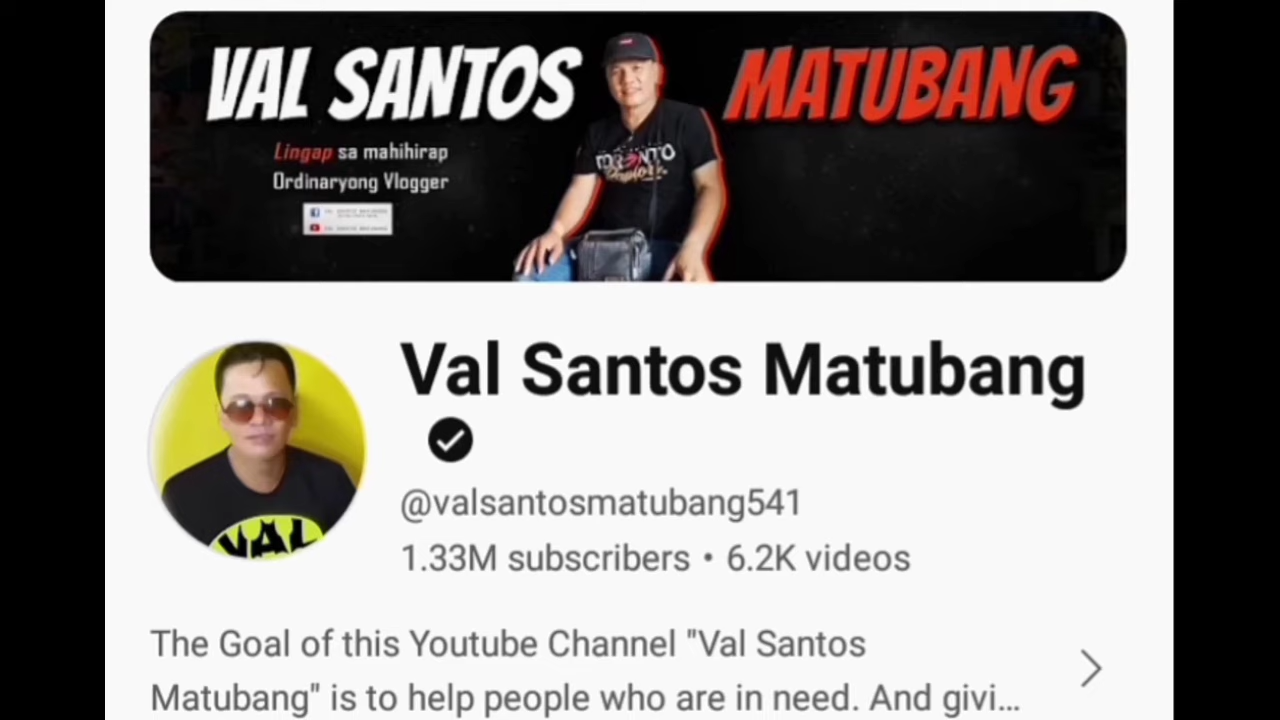 VAL SANTOS MATUBANG
Lingap sa mahihirap
Ordinaryong Vlogger
TORONTO
Val Santos Matubang
@valsantosmatubang541
1.33M subscribers • 6.2K videos
VAL
The Goal of this Youtube Channel "Val Santos
Matubang" is to help people who are in need. And givi...